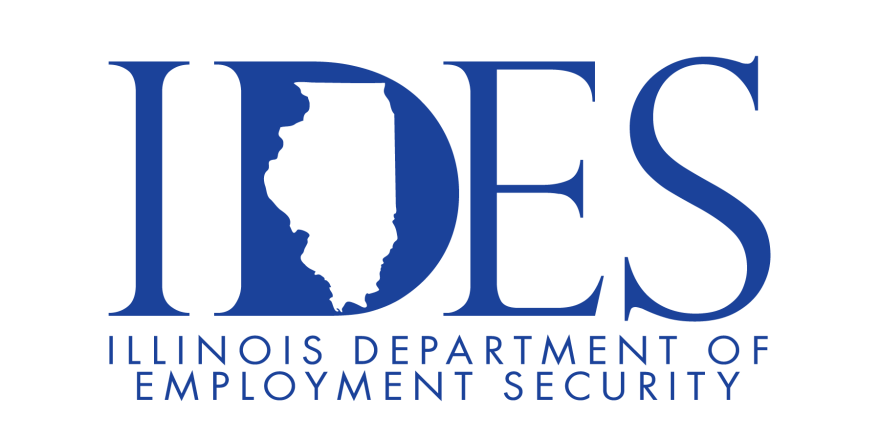 IDES
ILLINOIS DEPARTMENT OF
EMPLOYMENT SECURITY